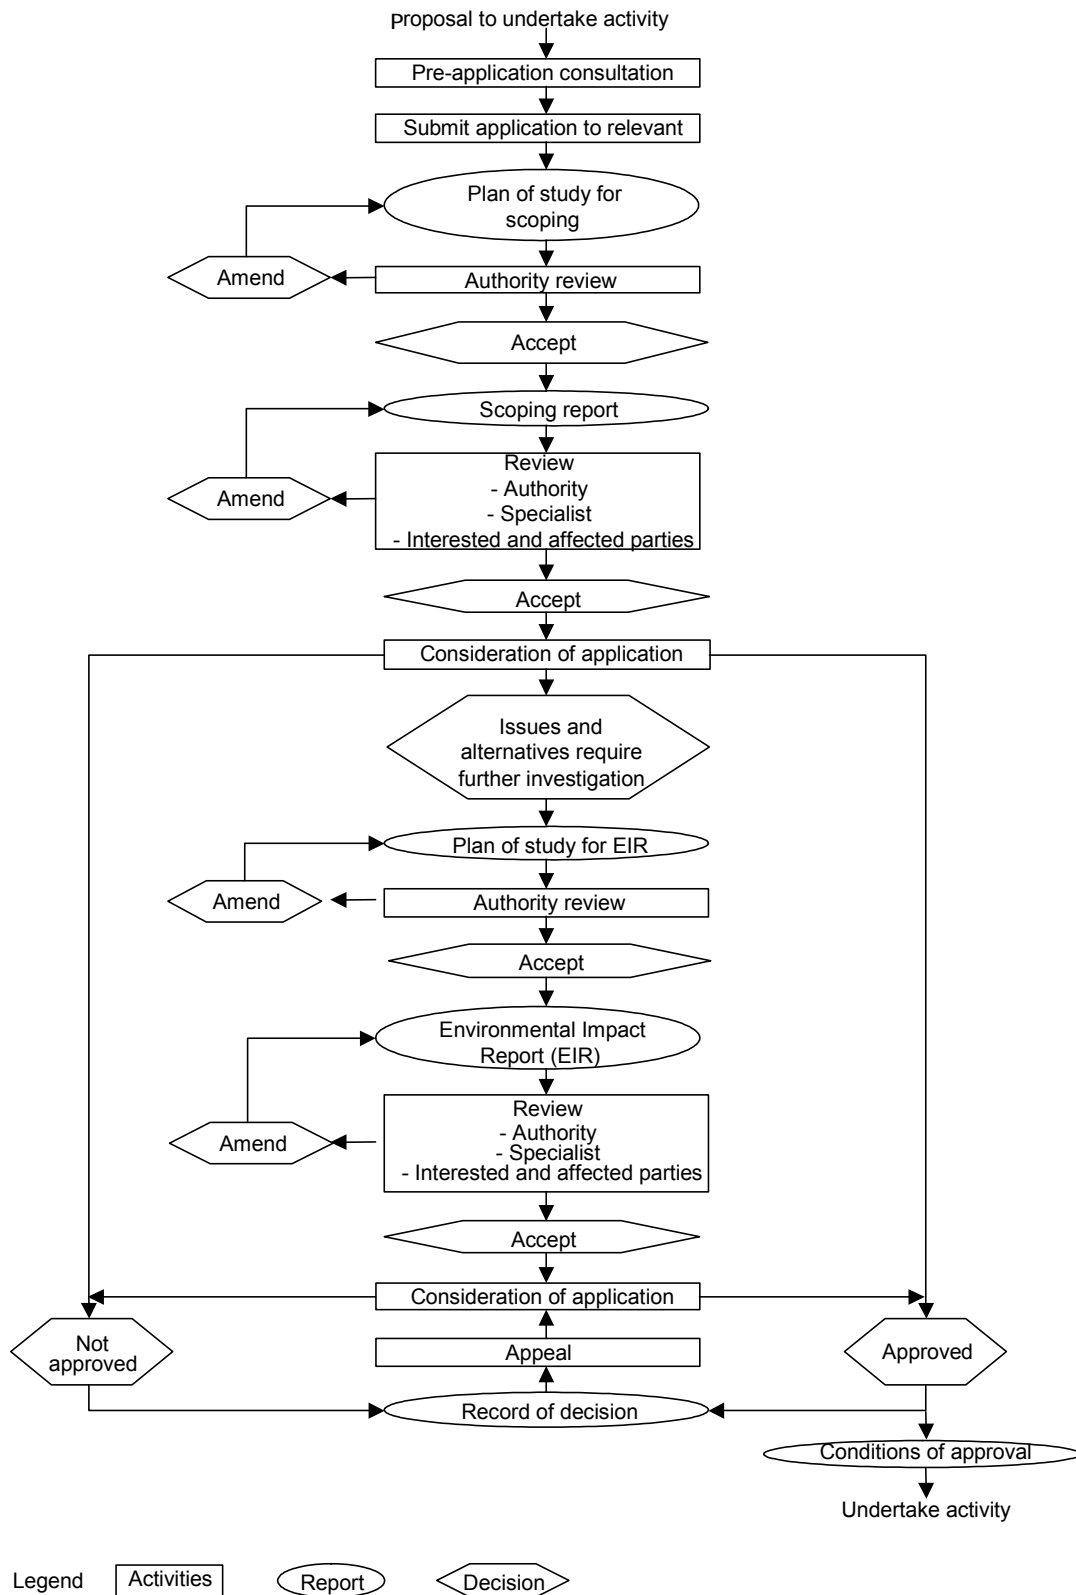 proposal to undertake activity
Pre-application consultation
Submit application to relevant
Plan of study for
scoping
Amend
Authority review
Accept
Scoping report
Review
- Authority
- Specialist
- Interested and affected parties
Amend
Accept
Consideration of application
Issues and
alternatives require
further investigation
Plan of study for EIR
Amend
Authority review
Accept
Environmental Impact
Report (EIR)
Review
- Authority
- Specialist
- Interested and affected parties
Amend
Accept
Consideration of application
Not
approved
Appeal
Approved
Record of decision
Conditions of approval
Undertake activity
Legend
Activities
Report
Decision